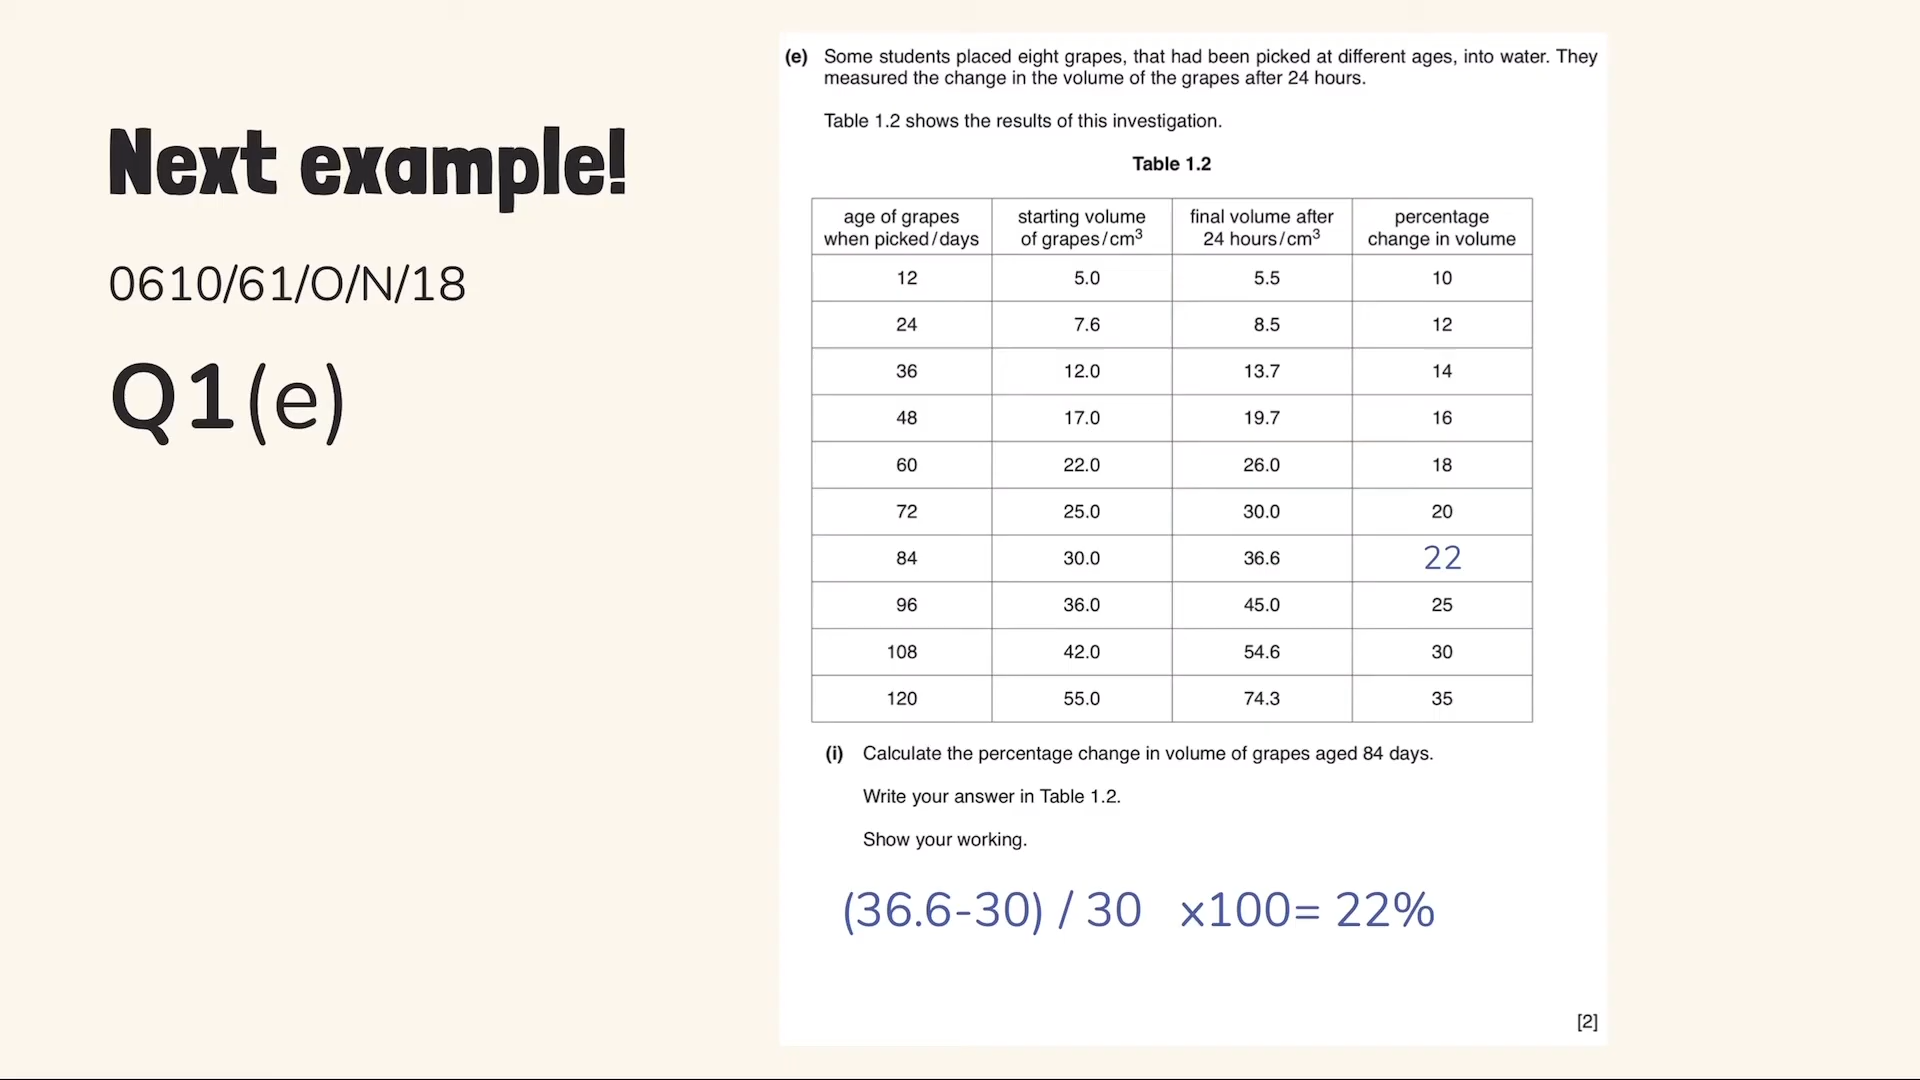 Next example!
0610/61/O/N/18
Q1(e)
(e) Some students placed eight grapes, that had been picked at different ages, into water. They
measured the change in the volume of the grapes after 24 hours.
Table 1.2 shows the results of this investigation.
Table 1.2
age of grapes when picked/days | starting volume of grapes/cm³ | final volume after 24 hours/cm³ | percentage change in volume
12 | 5.0 | 5.5 | 10
24 | 7.6 | 8.5 | 12
36 | 12.0 | 13.7 | 14
48 | 17.0 | 19.7 | 16
60 | 22.0 | 26.0 | 18
72 | 25.0 | 30.0 | 20
84 | 30.0 | 36.6 | 22
96 | 36.0 | 45.0 | 25
108 | 42.0 | 54.6 | 30
120 | 55.0 | 74.3 | 35
(i) Calculate the percentage change in volume of grapes aged 84 days.
Write your answer in Table 1.2.
Show your working.
(36.6-30) / 30 x100= 22%
[2]